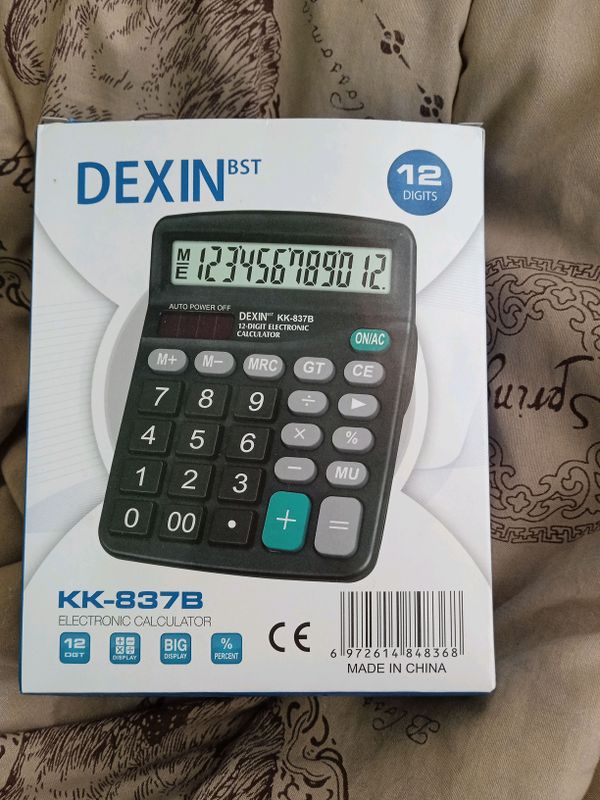 DEXIN BST
12
DIGITS
M
E
123456789012.
AUTO POWER OFF
DEXIN BST KK-837B
12-DIGIT ELECTRONIC
CALCULATOR
ON/AC
M+ M− MRC GT CE
7 8 9 ÷ ▶
4 5 6 × %
1 2 3 − MU
0 00 • + =
KK-837B
ELECTRONIC CALCULATOR
12
DGT
DISPLAY
BIG
DISPLAY
%
PERCENT
CE
6 972614 848368
MADE IN CHINA
Spring